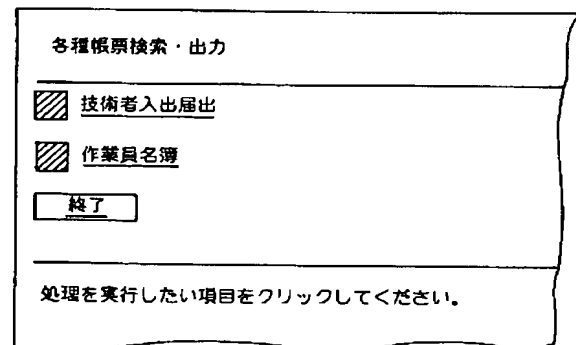 各種帳票検索・出力
技術者入出届出
作業員名簿
終了
処理を実行したい項目をクリックしてください。